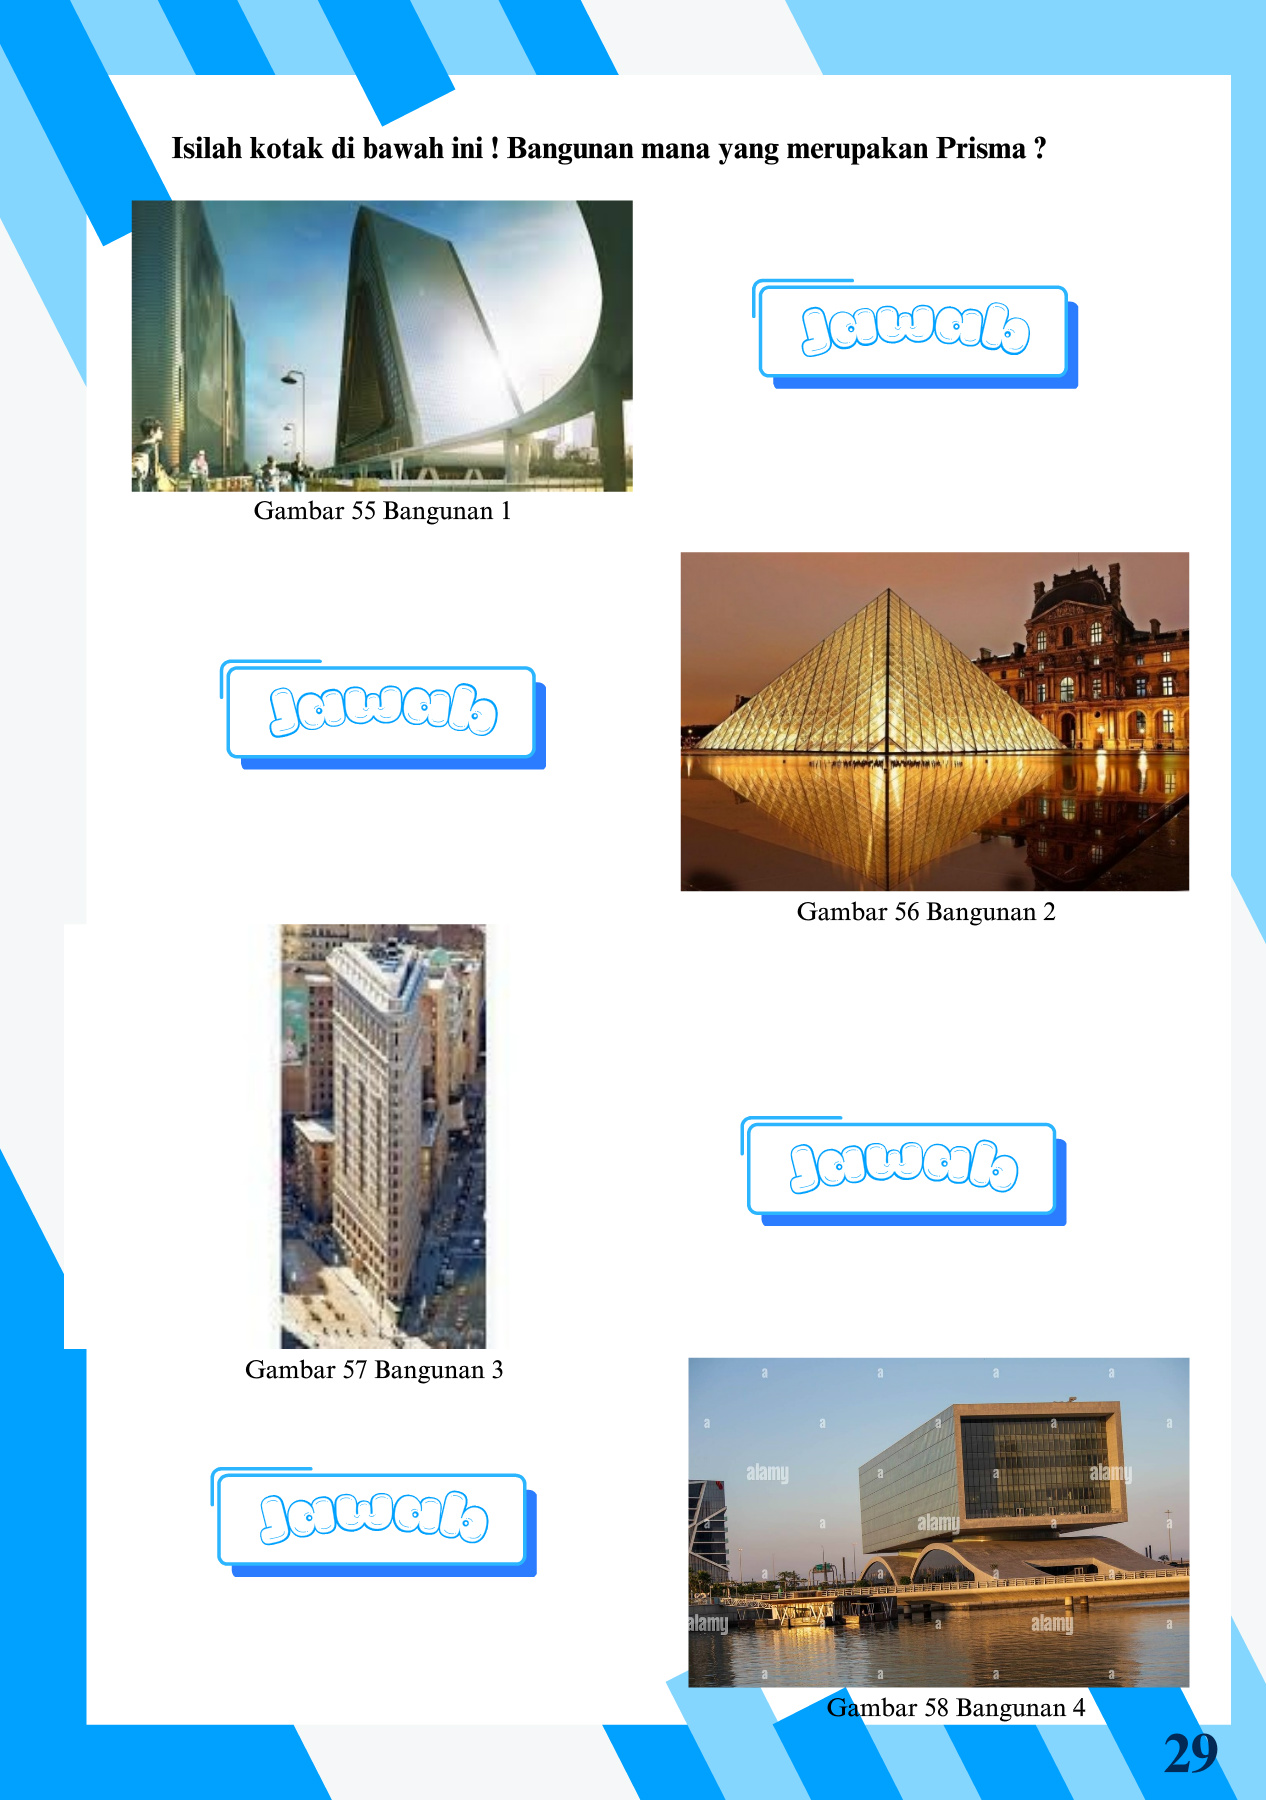 Isilah kotak di bawah ini ! Bangunan mana yang merupakan Prisma ?
Jawab
Gambar 55 Bangunan 1
Jawab
Gambar 56 Bangunan 2
Jawab
Gambar 57 Bangunan 3
Jawab
a a a a
a a a a a
alamy a a alamy
a a alamy a a
a a a a
alamy a alamy a
a a a a
Gambar 58 Bangunan 4
29